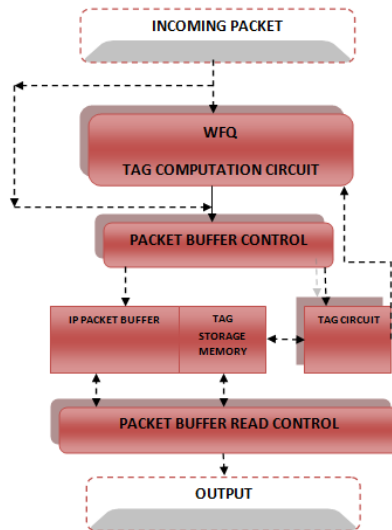 INCOMING PACKET
WFQ
TAG COMPUTATION CIRCUIT
PACKET BUFFER CONTROL
IP PACKET BUFFER
TAG
STORAGE
MEMORY
TAG CIRCUIT
PACKET BUFFER READ CONTROL
OUTPUT